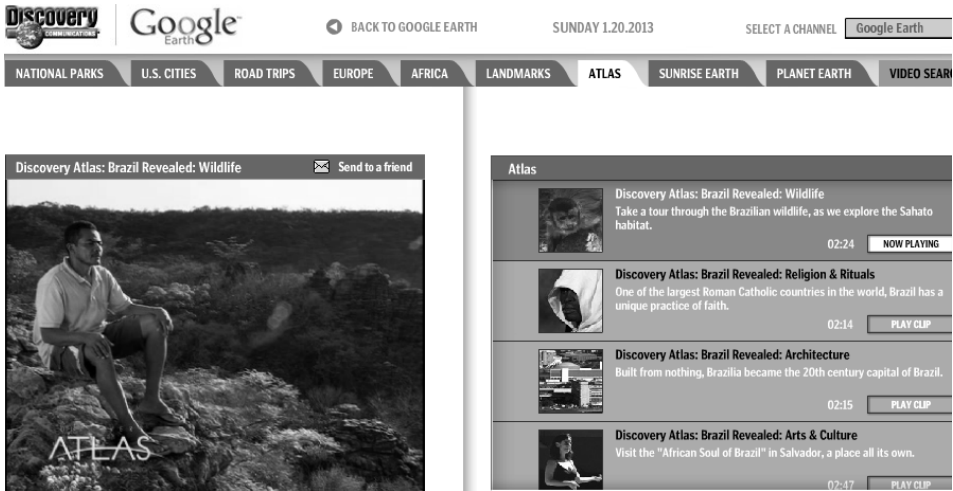 Discovery
COMMUNICATIONS
Google
Earth
BACK TO GOOGLE EARTH
SUNDAY 1.20.2013
SELECT A CHANNEL
Google Earth
NATIONAL PARKS
U.S. CITIES
ROAD TRIPS
EUROPE
AFRICA
LANDMARKS
ATLAS
SUNRISE EARTH
PLANET EARTH
VIDEO SEAR
Discovery Atlas: Brazil Revealed: Wildlife
Send to a friend
ATLAS
Atlas
Discovery Atlas: Brazil Revealed: Wildlife
Take a tour through the Brazilian wildlife, as we explore the Sahato
habitat.
02:24
NOW PLAYING
Discovery Atlas: Brazil Revealed: Religion & Rituals
One of the largest Roman Catholic countries in the world, Brazil has a
unique practice of faith.
02:14
PLAY CLIP
Discovery Atlas: Brazil Revealed: Architecture
Built from nothing, Brazilia became the 20th century capital of Brazil.
02:15
PLAY CLIP
Discovery Atlas: Brazil Revealed: Arts & Culture
Visit the "African Soul of Brazil" in Salvador, a place all its own.
02:47
PLAY CLIP